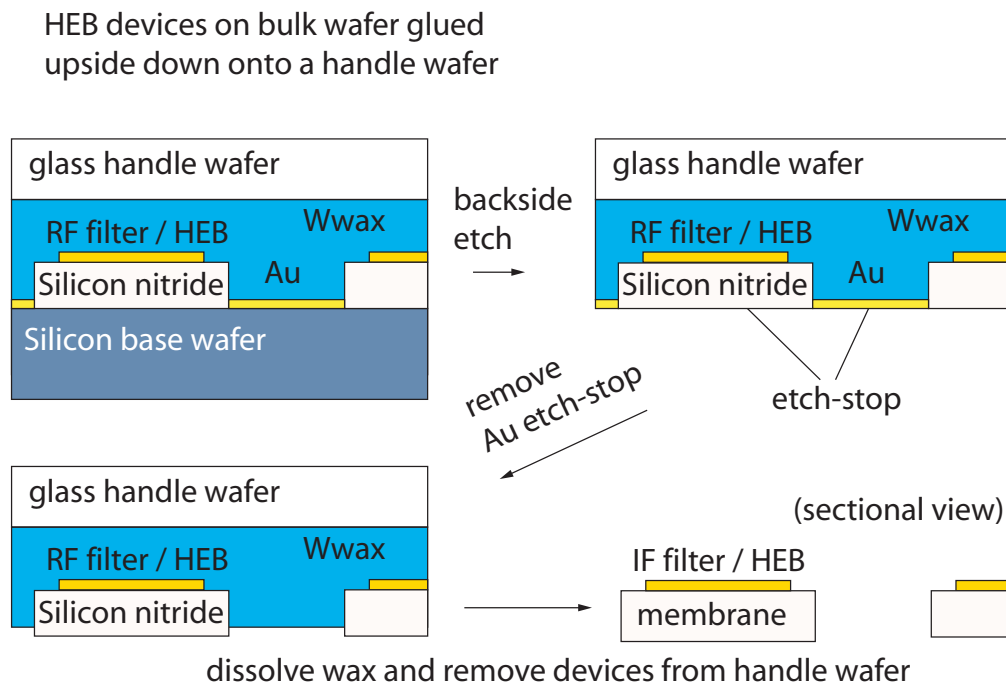 HEB devices on bulk wafer glued
upside down onto a handle wafer
glass handle wafer
Wwax
RF filter / HEB
Au
Silicon nitride
Silicon base wafer
backside
etch
glass handle wafer
Wwax
RF filter / HEB
Au
Silicon nitride
etch-stop
remove
Au etch-stop
glass handle wafer
Wwax
RF filter / HEB
Silicon nitride
(sectional view)
IF filter / HEB
membrane
dissolve wax and remove devices from handle wafer